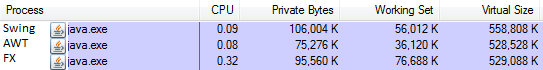 Process CPU Private Bytes Working Set Virtual Size
Swing java.exe 0.09 106,004 K 56,012 K 558,808 K
AWT java.exe 0.08 75,276 K 36,120 K 528,528 K
FX java.exe 0.32 95,560 K 76,688 K 529,088 K